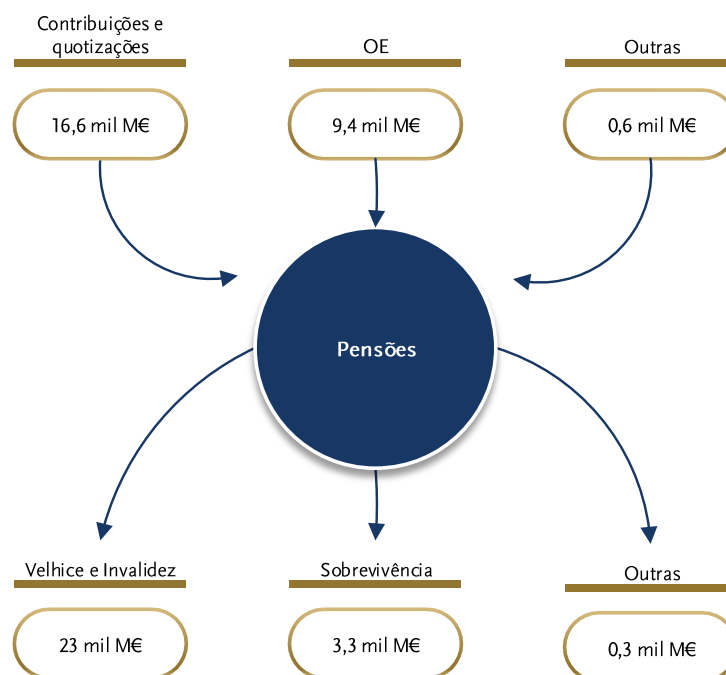 Contribuições e
quotizações
OE
Outras
16,6 mil M€
9,4 mil M€
0,6 mil M€
Pensões
Velhice e Invalidez
Sobrevivência
Outras
23 mil M€
3,3 mil M€
0,3 mil M€